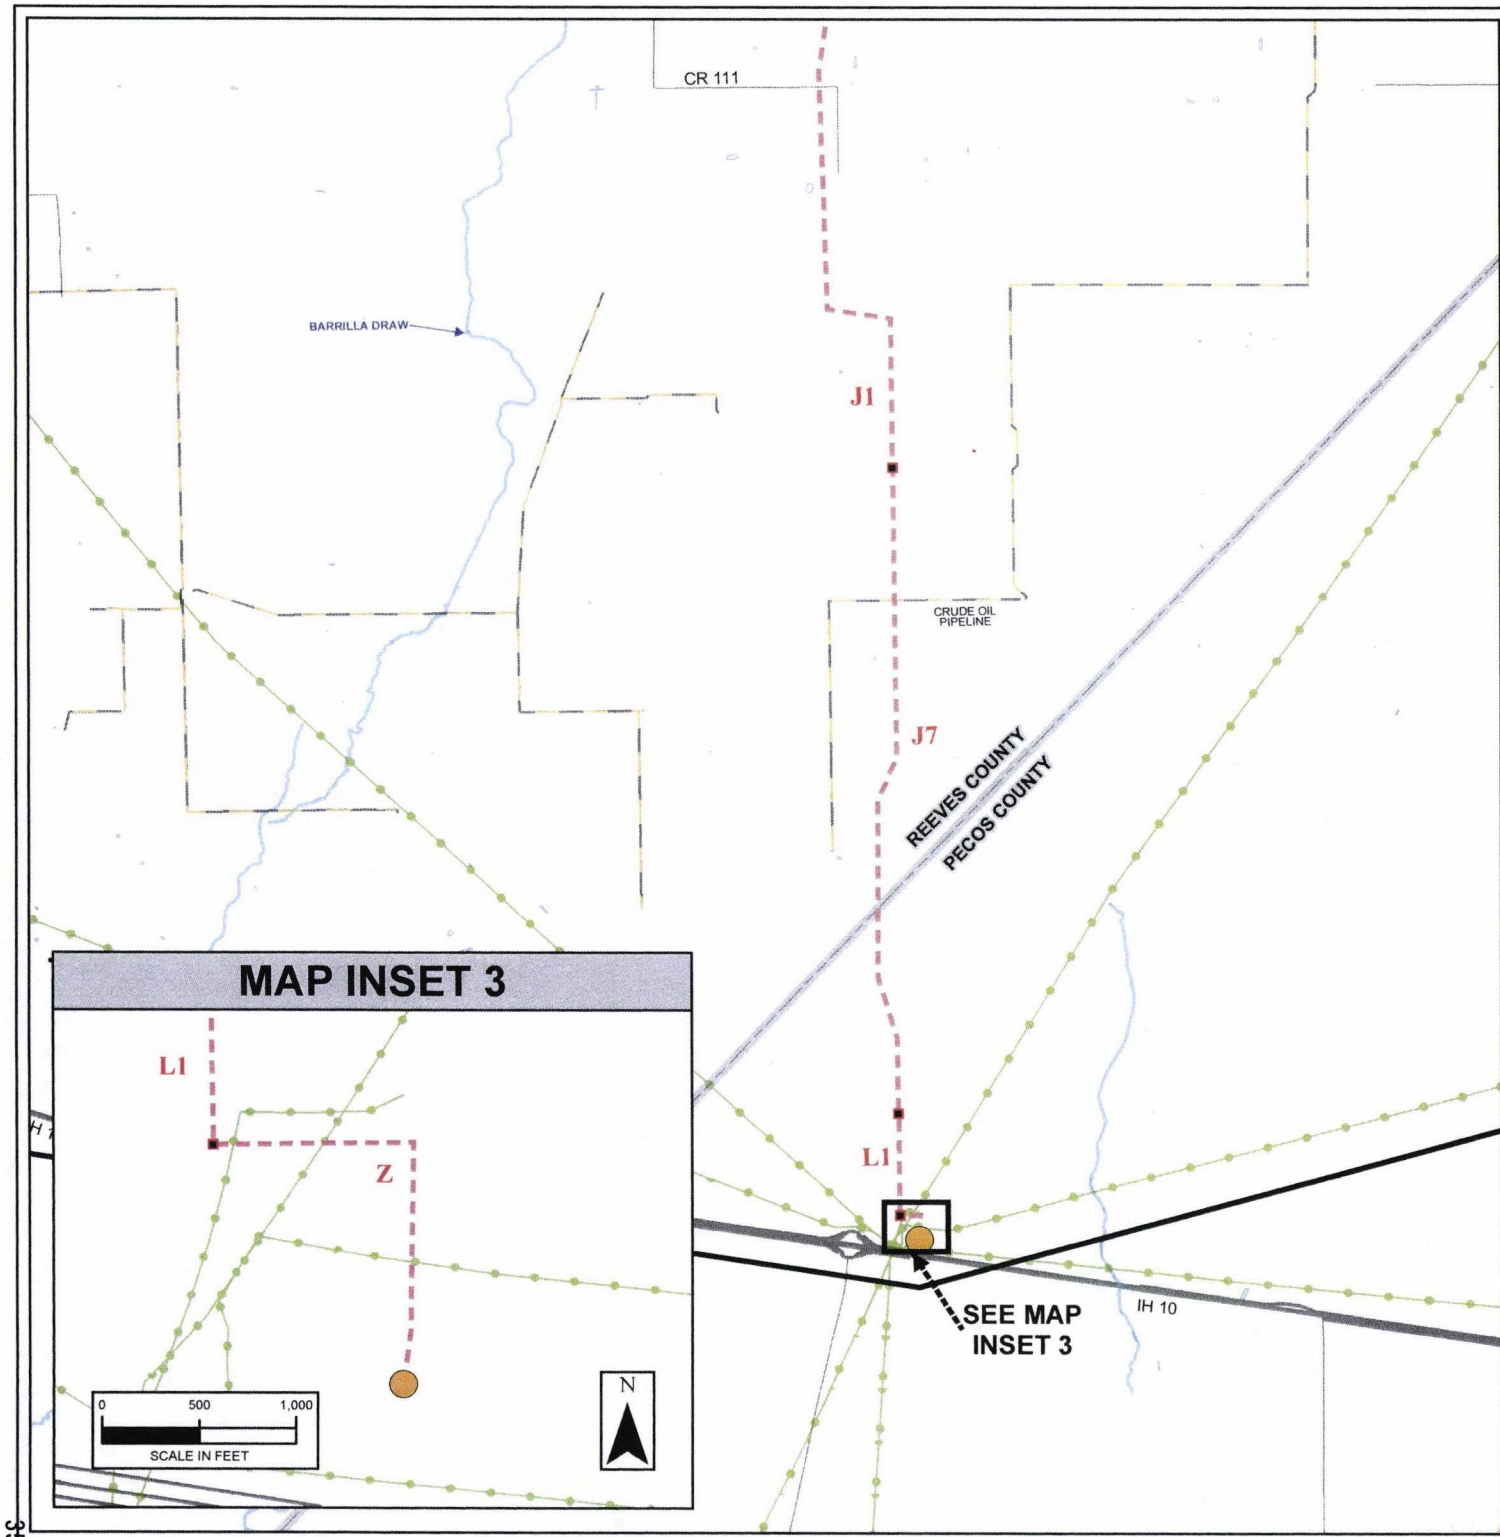 CR 111
BARRILLA DRAW
J1
CRUDE OIL
PIPELINE
J7
REEVES COUNTY
PECOS COUNTY
MAP INSET 3
L1
Z
0 500 1,000
SCALE IN FEET
N
L1
IH 10
SEE MAP
INSET 3